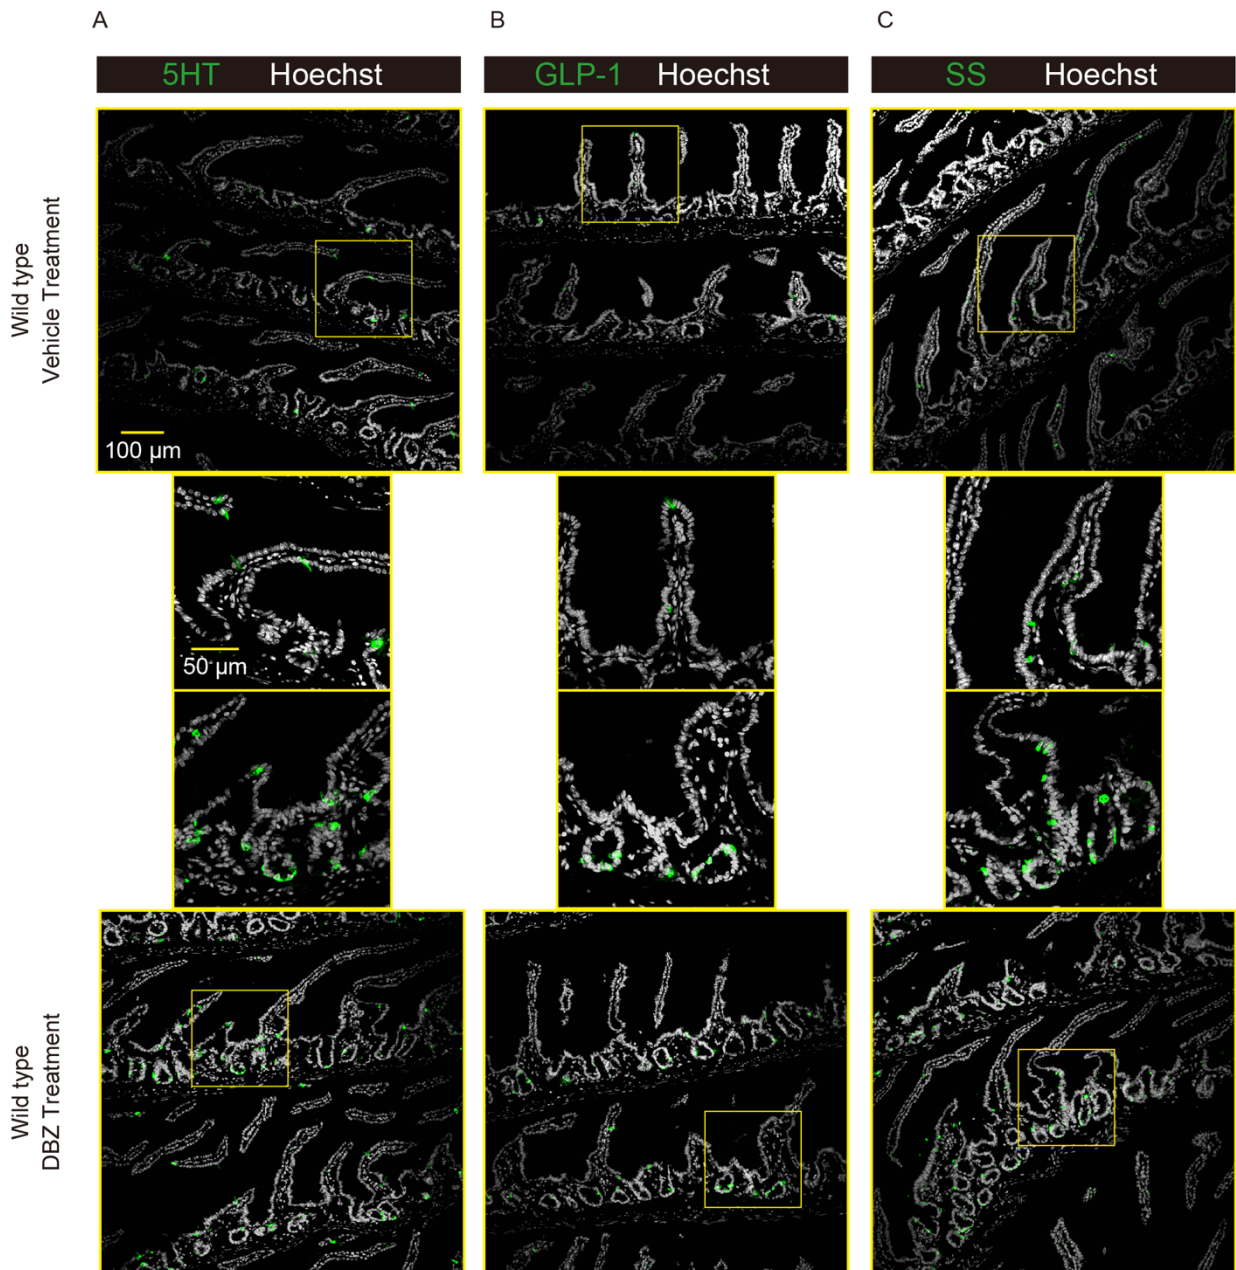 A
B
C
5HT Hoechst
GLP-1 Hoechst
SS Hoechst
Wild type
Vehicle Treatment
100 µm
50 µm
Wild type
DBZ Treatment